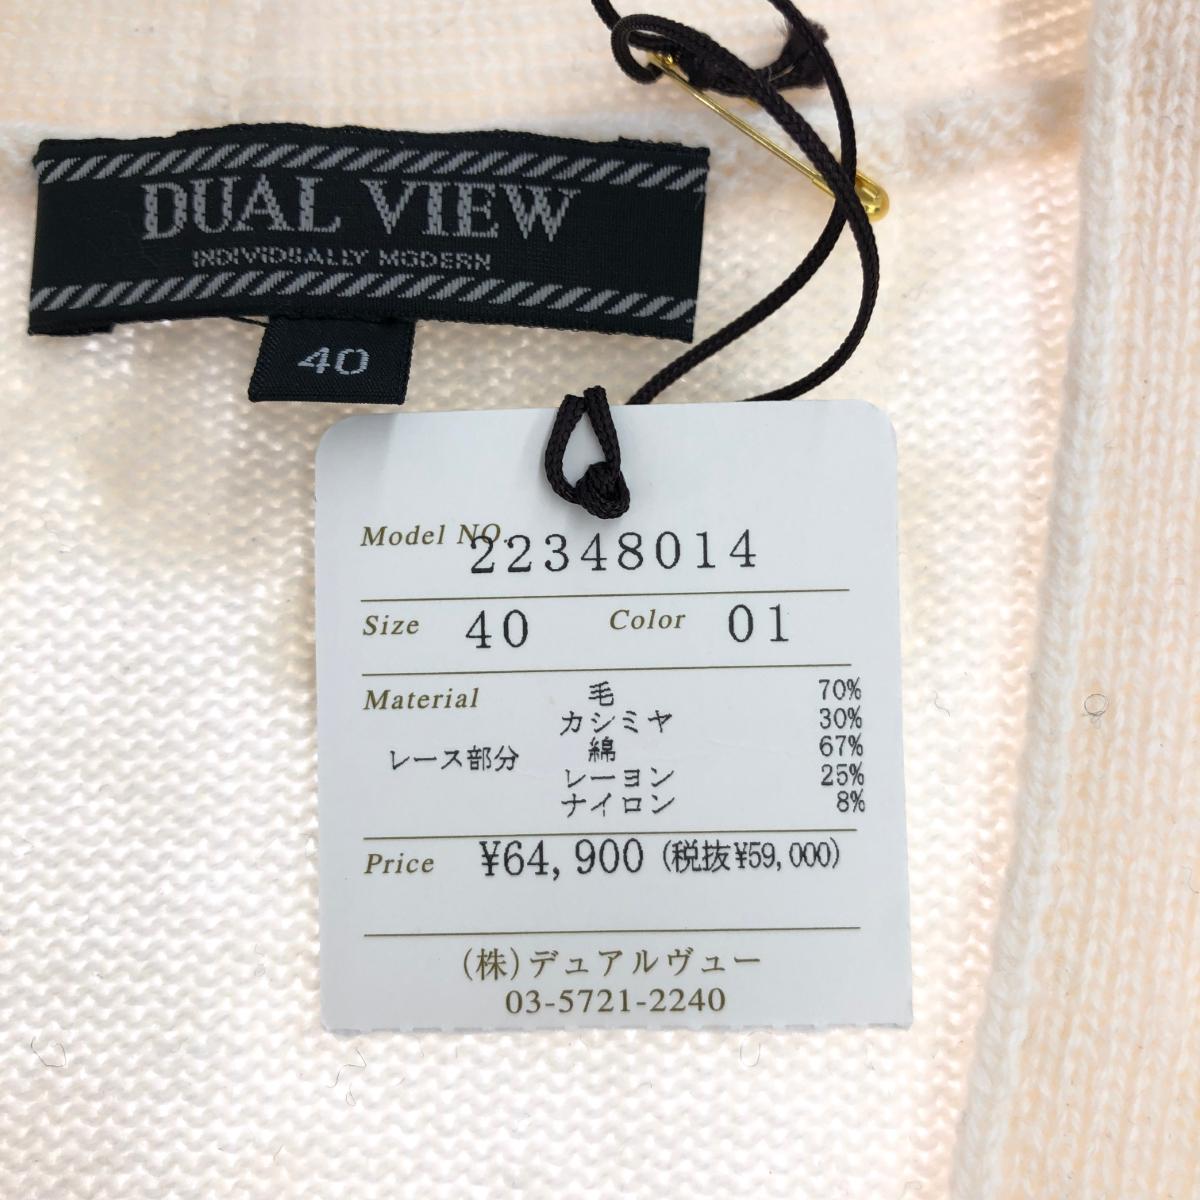 DUAL VIEW
INDIVIDSALLY MODERN
40
Model NO. 22348014
Size 40 Color 01
Material 毛 70%
カシミヤ 30%
レース部分 綿 67%
レーヨン 25%
ナイロン 8%
Price ¥64,900 (税抜¥59,000)
(株)デュアルヴュー
03-5721-2240